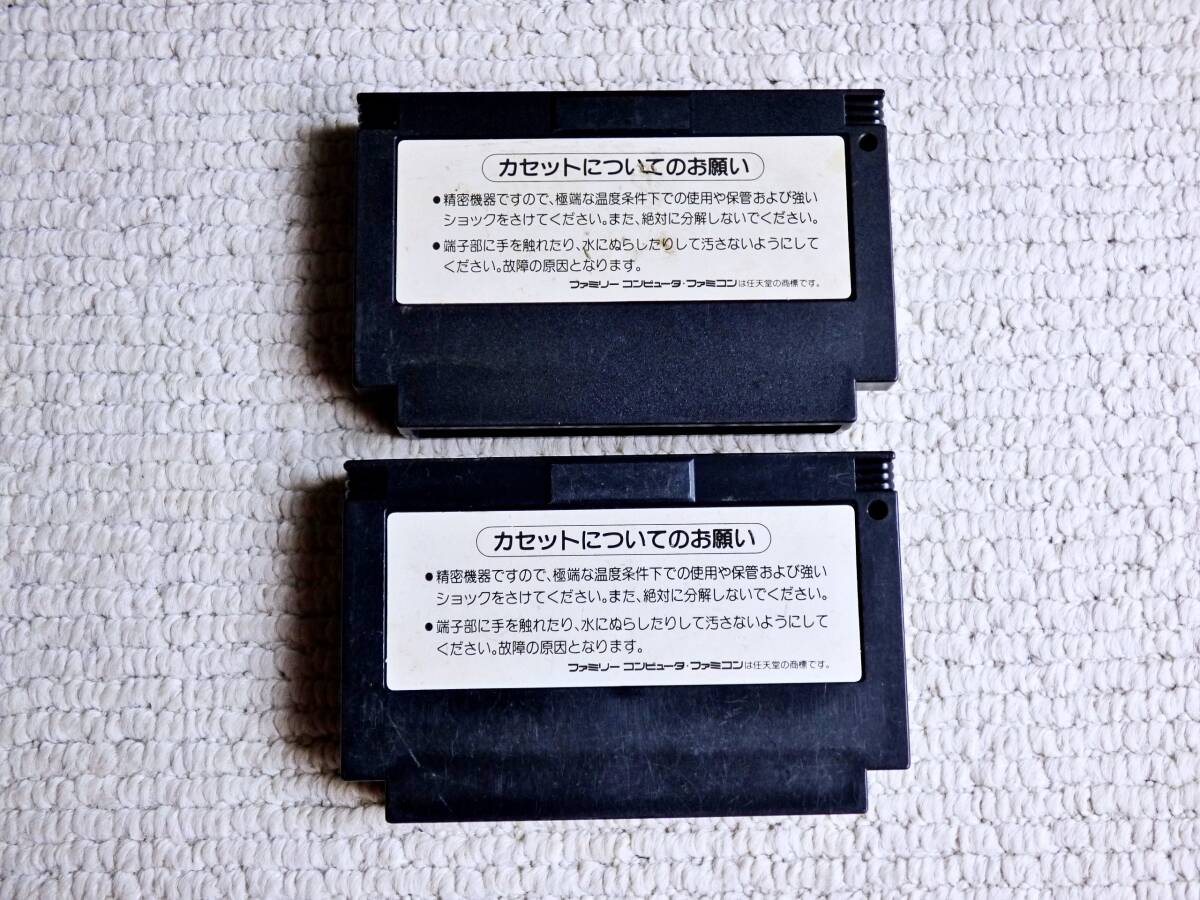 カセットについてのお願い
●精密機器ですので、極端な温度条件下での使用や保管および強い
ショックをさけてください。また、絶対に分解しないでください。
●端子部に手を触れたり、水にぬらしたりして汚さないようにして
ください。故障の原因となります。
ファミリー コンピュータ・ファミコンは任天堂の商標です。
カセットについてのお願い
●精密機器ですので、極端な温度条件下での使用や保管および強い
ショックをさけてください。また、絶対に分解しないでください。
●端子部に手を触れたり、水にぬらしたりして汚さないようにして
ください。故障の原因となります。
ファミリー コンピュータ・ファミコンは任天堂の商標です。